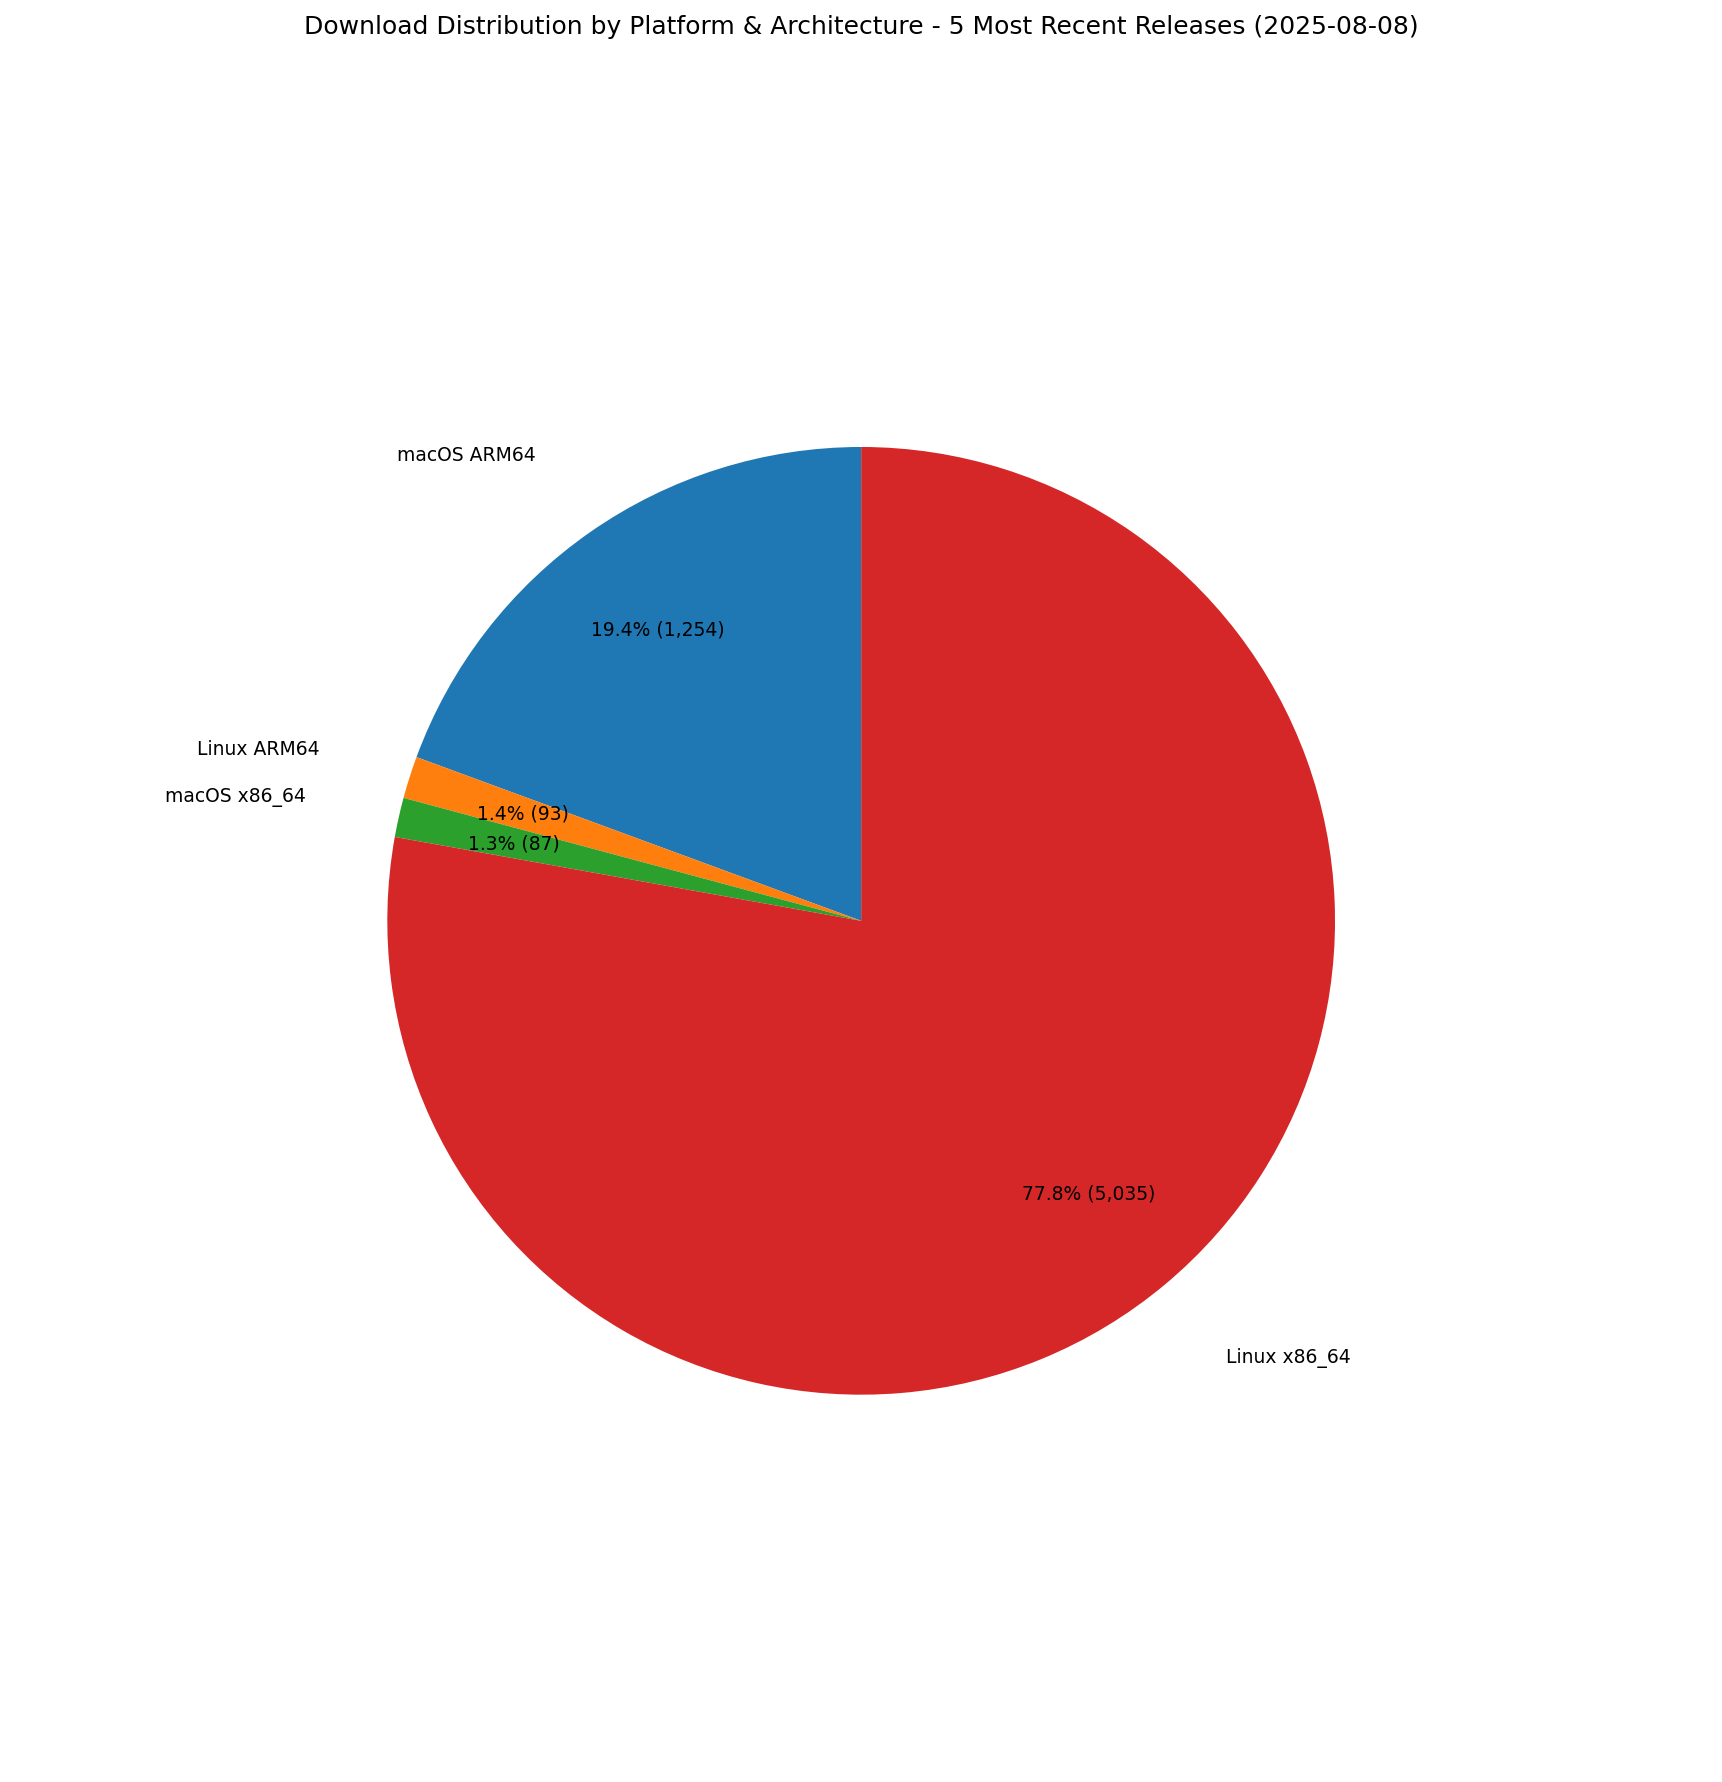 Download Distribution by Platform & Architecture - 5 Most Recent Releases (2025-08-08)
macOS ARM64
19.4% (1,254)
Linux ARM64
macOS x86_64
1.4% (93)
1.3% (87)
77.8% (5,035)
Linux x86_64